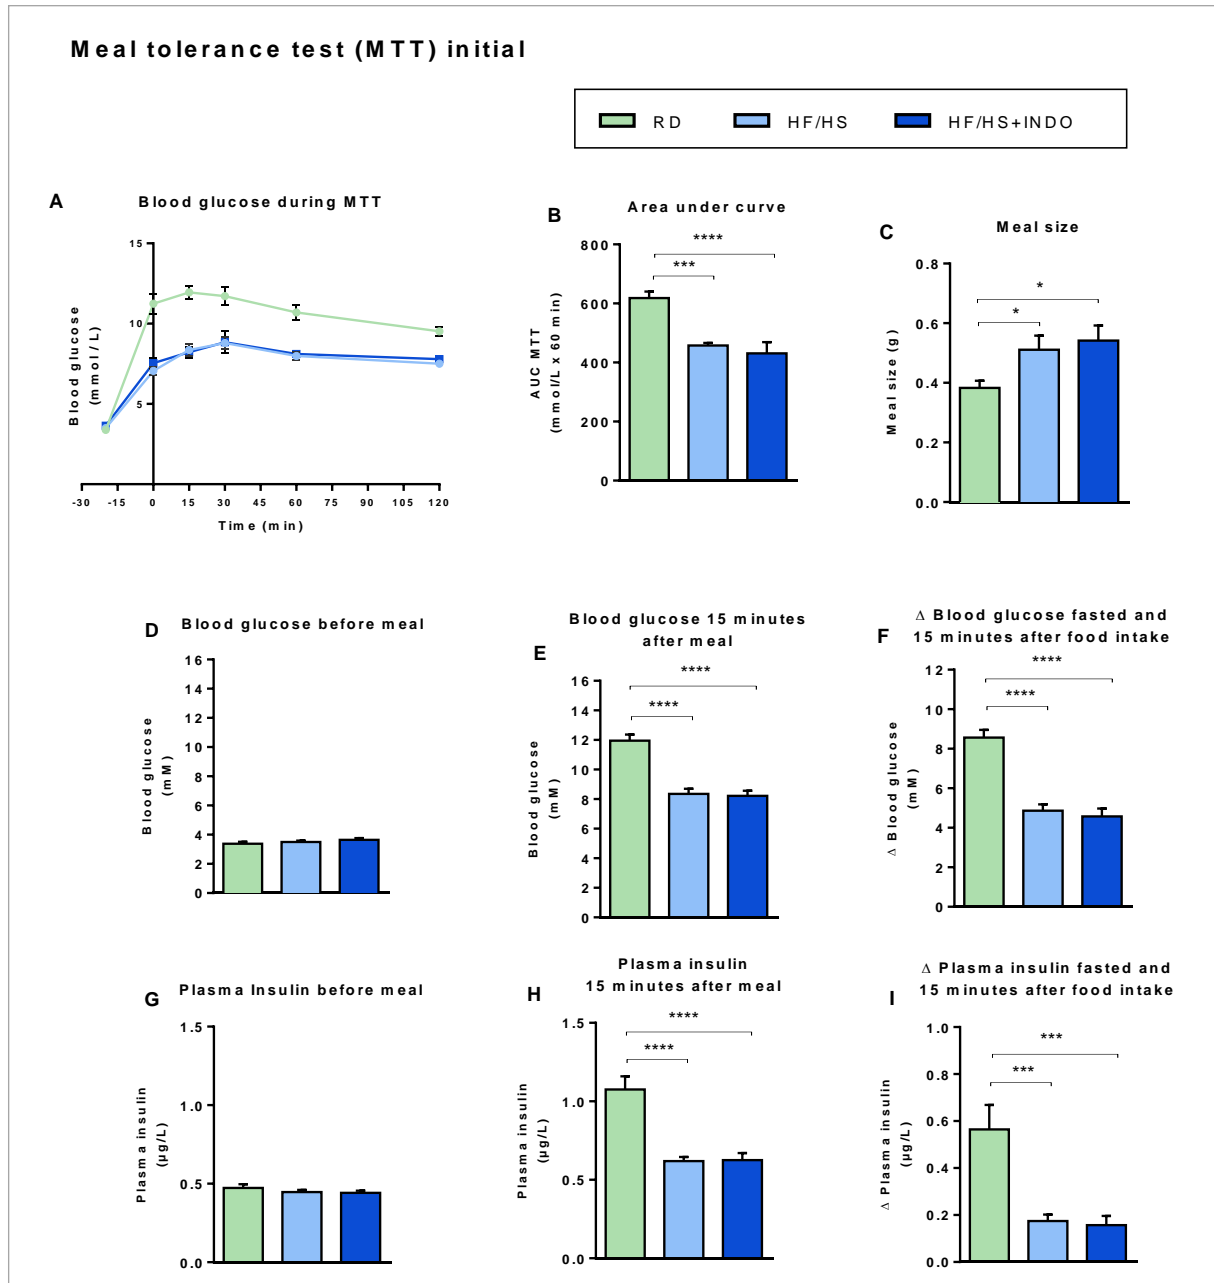 Meal tolerance test (MTT) initial
RD HF/HS HF/HS+INDO
A Blood glucose during MTT
Blood glucose
(mmol/L)
15
10
5
-30 -15 0 15 30 45 60 75 90 105 120
Time (min)
B Area under curve
AUC MTT
(mmol/L x 60 min)
800
600
400
200
0
****
***
C Meal size
Meal size (g)
0.8
0.6
0.4
0.2
0.0
*
*
D Blood glucose before meal
Blood glucose
(mM)
16
14
12
10
8
6
4
2
0
E Blood glucose 15 minutes
after meal
Blood glucose
(mM)
16
14
12
10
8
6
4
2
0
****
****
F Δ Blood glucose fasted and
15 minutes after food intake
Δ Blood glucose
(mM)
12
10
8
6
4
2
0
****
****
G Plasma Insulin before meal
Plasma insulin
(µg/L)
1.5
1.0
0.5
0.0
H Plasma insulin
15 minutes after meal
Plasma insulin
(µg/L)
1.5
1.0
0.5
0.0
****
****
I Δ Plasma insulin fasted and
15 minutes after food intake
Δ Plasma insulin
(µg/L)
1.0
0.8
0.6
0.4
0.2
0.0
***
***